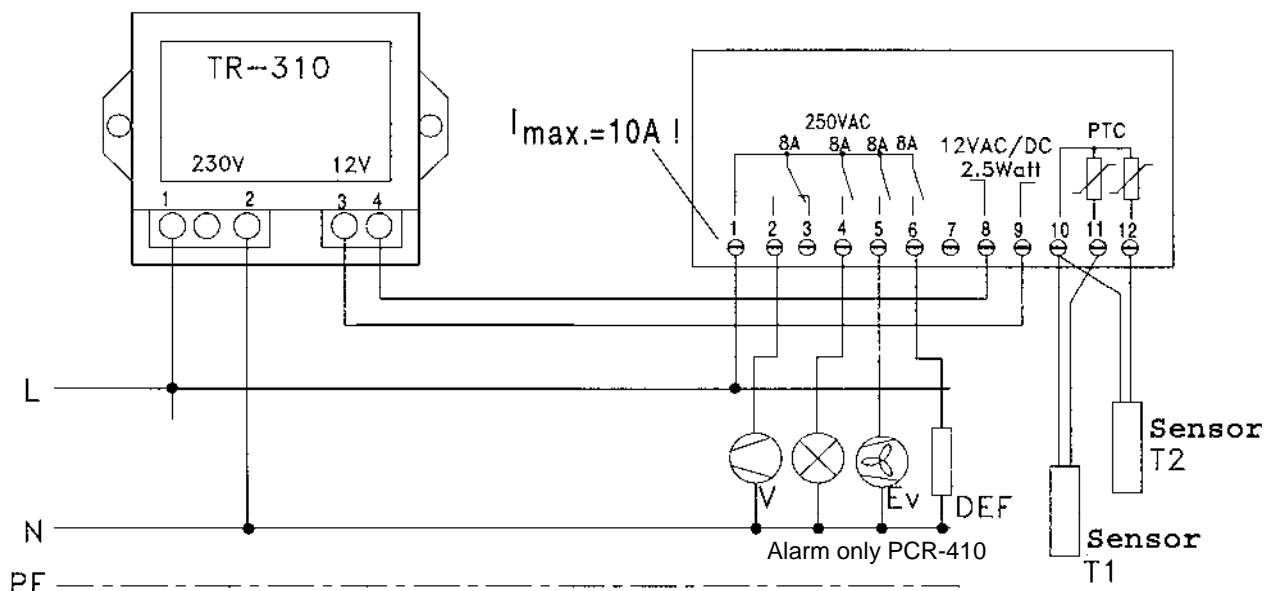 TR-310
230V 12V
1 2 3 4
Imax.=10A !
250VAC
8A 8A 8A 8A
12VAC/DC
2.5Watt
PTC
1 2 3 4 5 6 7 8 9 10 11 12
L
V
Ev
DEF
Sensor
T2
N
Alarm only PCR-410
Sensor
T1
PE